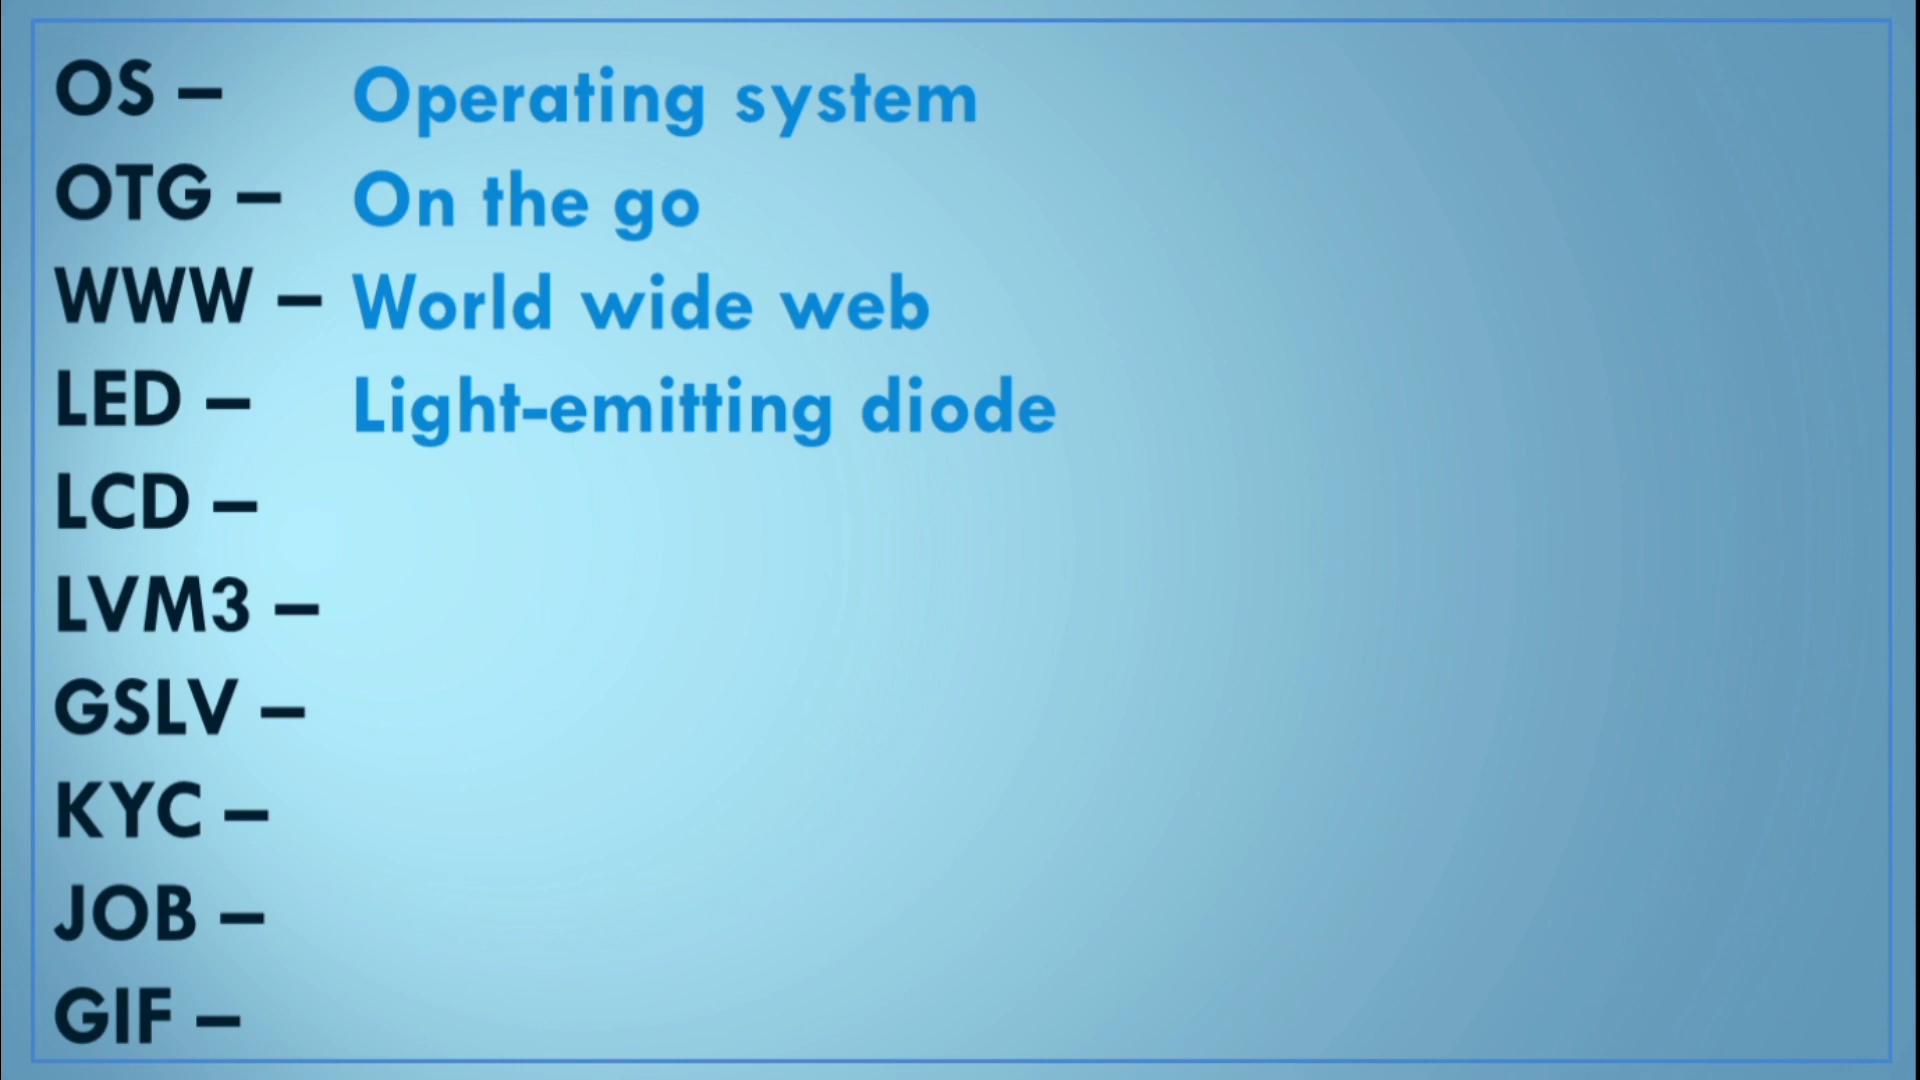 OS – Operating system
OTG – On the go
WWW – World wide web
LED – Light-emitting diode
LCD –
LVM3 –
GSLV –
KYC –
JOB –
GIF –